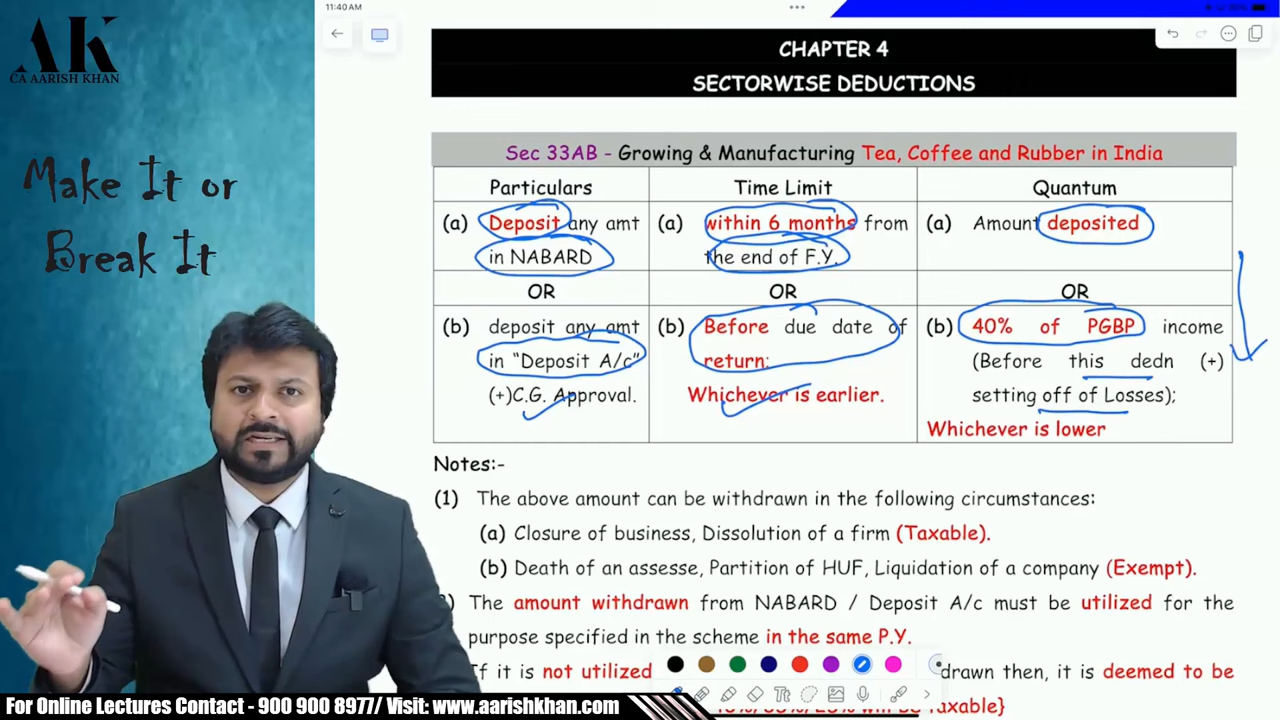 11:40 AM
AK
CA AARISH KHAN
Make It or
Break It
CHAPTER 4
SECTORWISE DEDUCTIONS
Sec 33AB - Growing & Manufacturing Tea, Coffee and Rubber in India
Particulars Time Limit Quantum
(a) Deposit any amt (a) within 6 months from (a) Amount deposited
in NABARD the end of F.Y.
OR OR OR
(b) deposit any amt (b) Before due date of (b) 40% of PGBP income
in "Deposit A/c" return; (Before this dedn (+)
(+)C.G. Approval. Whichever is earlier. setting off of Losses);
Whichever is lower
Notes:-
(1) The above amount can be withdrawn in the following circumstances:
(a) Closure of business, Dissolution of a firm (Taxable).
(b) Death of an assesse, Partition of HUF, Liquidation of a company (Exempt).
The amount withdrawn from NABARD / Deposit A/c must be utilized for the
purpose specified in the scheme in the same P.Y.
If it is not utilized drawn then, it is deemed to be
For Online Lectures Contact - 900 900 8977/ Visit: www.aarishkhan.com